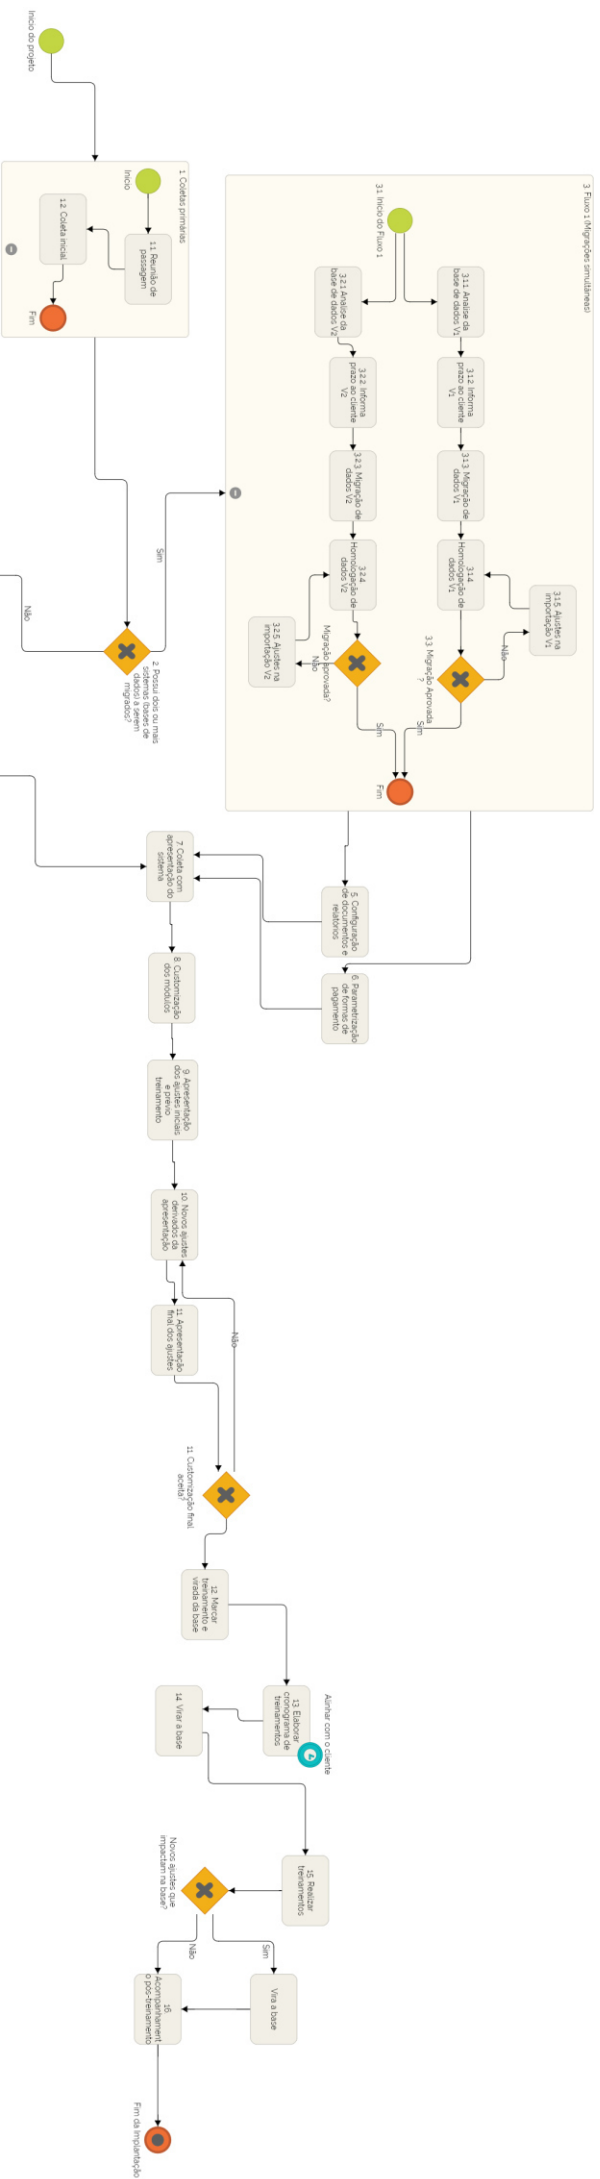 Início do projeto
1. Coletas primárias
Início
1.1. Reunião de
passagem
1.2. Coleta inicial
Fim
2. Possui dois ou mais
sistemas (bases de
dados) à serem
migrados?
Sim
Não
3. Fluxo 1 (Migrações simultâneas)
3.1. Início do Fluxo 1
3.1.1. Análise da
base de dados V1
3.1.2. Informa
prazo ao cliente
V1
3.1.3. Migração de
dados V1
3.1.4.
Homologação de
dados V1
3.1.5. Ajustes na
importação V1
Não
3.3. Migração Aprovada
?
Sim
3.2.1. Análise da
base de dados V2
3.2.2. Informa
prazo ao cliente
V2
3.2.3. Migração de
dados V2
3.2.4.
Homologação de
dados V2
Migração aprovada?
Não
3.2.5. Ajustes na
importação V2
Sim
Fim
5. Configuração
de documentos e
relatórios
6. Parametrização
de formas de
pagamento
7. Coleta com
apresentação do
sistema
8. Customização
dos módulos
9. Apresentação
dos ajustes iniciais
e prévio
treinamento
10. Novos ajustes
derivados da
apresentação
11. Apresentação
final dos ajustes
Não
11. Customização final
aceita?
12. Marcar
treinamento e
virada da base
Alinhar com o cliente
13. Elaborar
cronograma de
treinamentos
14. Virar a base
15. Realizar
treinamentos
Novos ajustes que
impactam na base?
Sim
Não
Vira a base
16.
Acompanhament
o pós-treinamento
Fim da Implantação